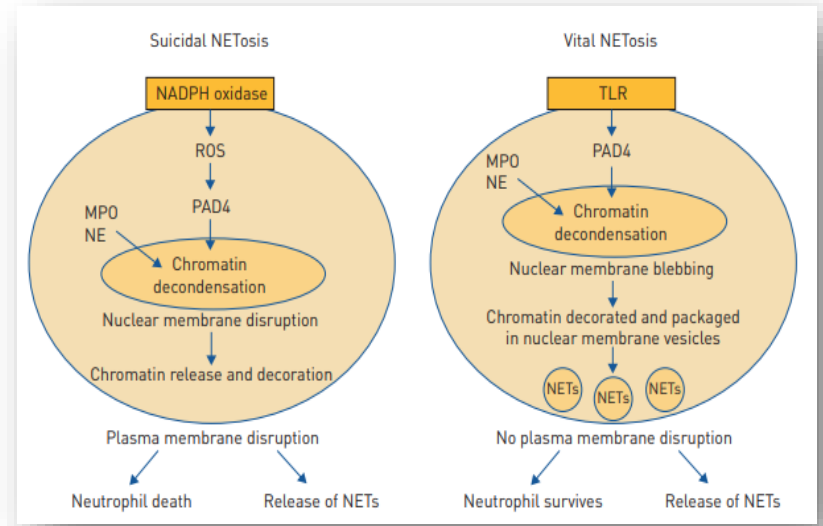 Suicidal NETosis
NADPH oxidase
ROS
PAD4
MPO
NE
Chromatin
decondensation
Nuclear membrane disruption
Chromatin release and decoration
Plasma membrane disruption
Neutrophil death
Release of NETs
Vital NETosis
TLR
PAD4
MPO
NE
Chromatin
decondensation
Nuclear membrane blebbing
Chromatin decorated and packaged
in nuclear membrane vesicles
NETs
NETs
NETs
No plasma membrane disruption
Neutrophil survives
Release of NETs